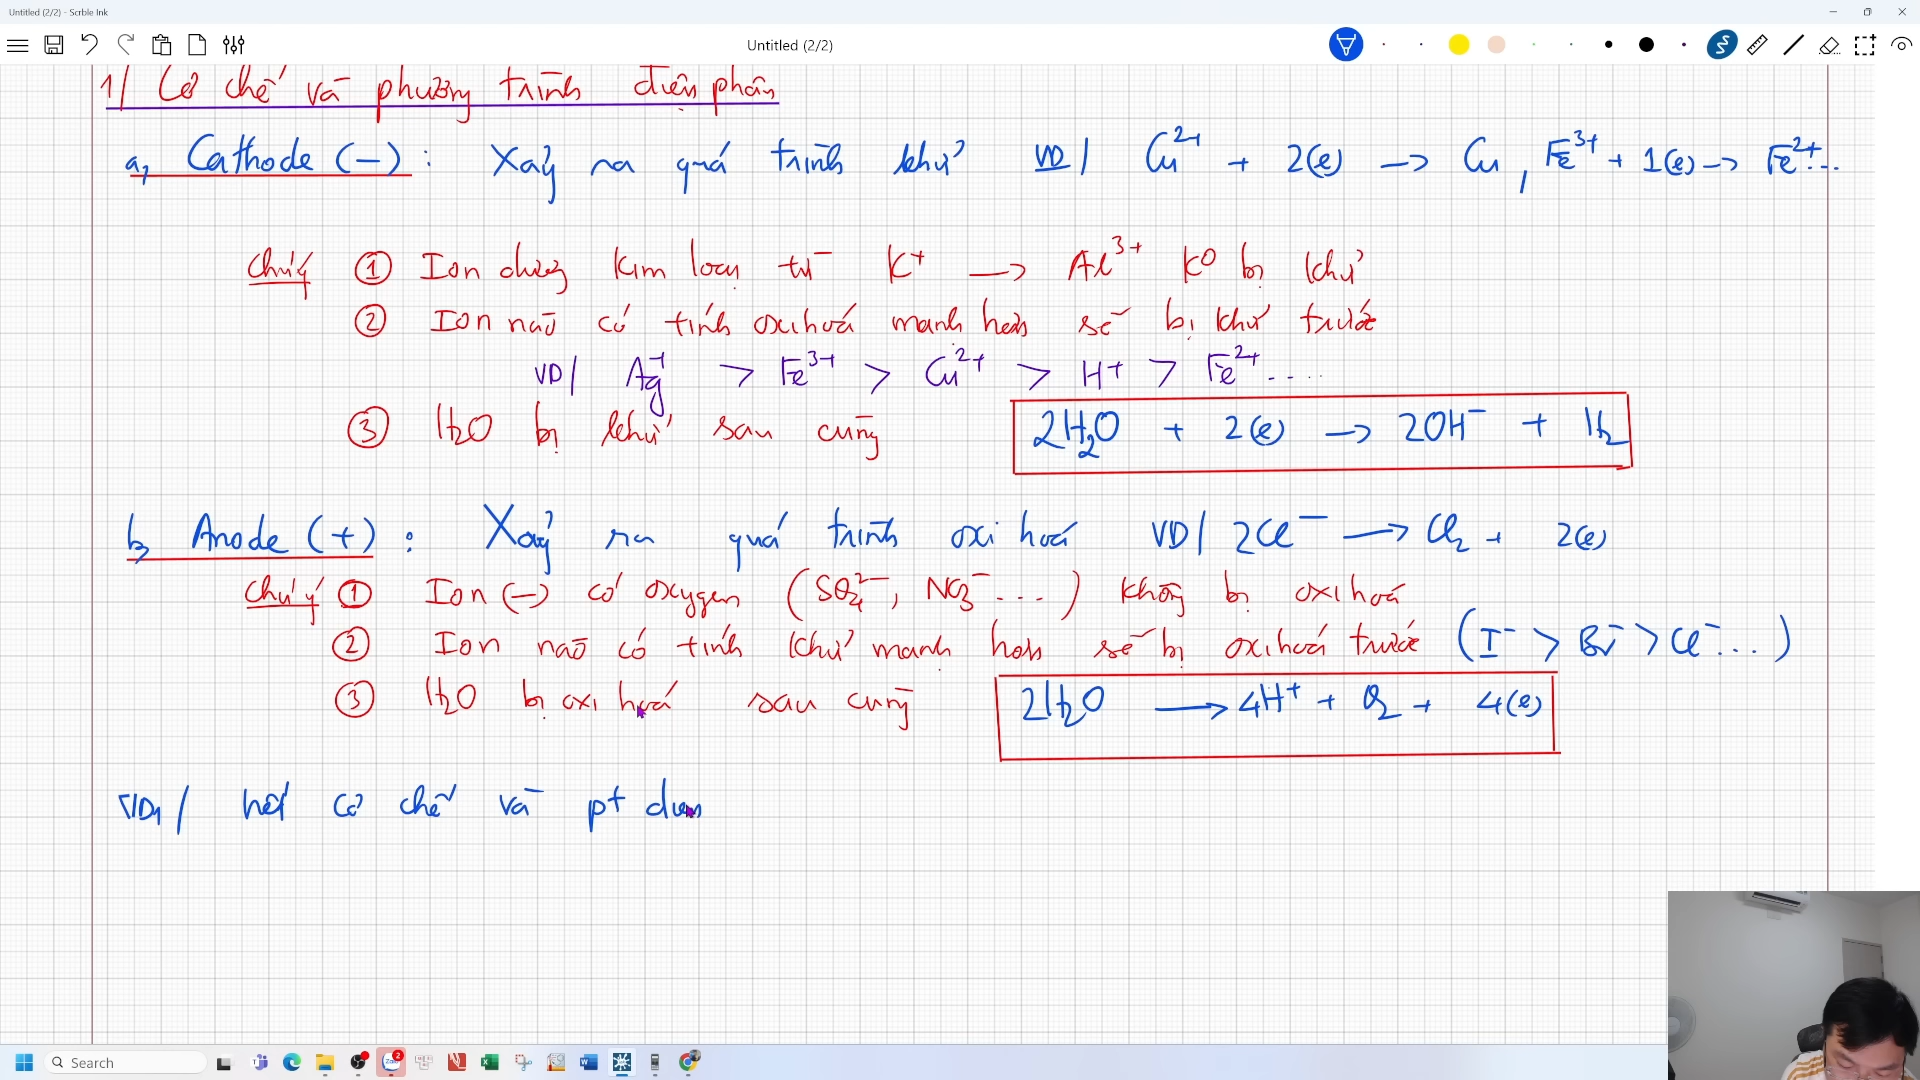 Untitled (2/2) - Scrble Ink
Untitled (2/2)
1/ Cơ chế và phương trình điện phân
a, Cathode (-) : Xảy ra quá trình khử VD/ Cu²⁺ + 2(e) → Cu, Fe³⁺ + 1(e) → Fe²⁺...
Chú ý ① Ion dương kim loại từ K⁺ → Al³⁺ K⁰ bị khử
② Ion nào có tính oxi hoá mạnh hơn sẽ bị khử trước
VD/ Ag⁺ > Fe³⁺ > Cu²⁺ > H⁺ > Fe²⁺....
③ H₂O bị khử sau cùng 2H₂O + 2(e) → 2OH⁻ + H₂
b, Anode (+) : Xảy ra quá trình oxi hoá VD/ 2Cl⁻ → Cl₂ + 2(e)
Chú ý ① Ion (-) có oxygen (SO₄²⁻, NO₃⁻...) không bị oxi hoá
② Ion nào có tính khử mạnh hơn sẽ bị oxi hoá trước (I⁻ > Br⁻ > Cl⁻...)
③ H₂O bị oxi hoá sau cùng 2H₂O → 4H⁺ + O₂ + 4(e)
VD₁/ cơ chế và pt
Search
2